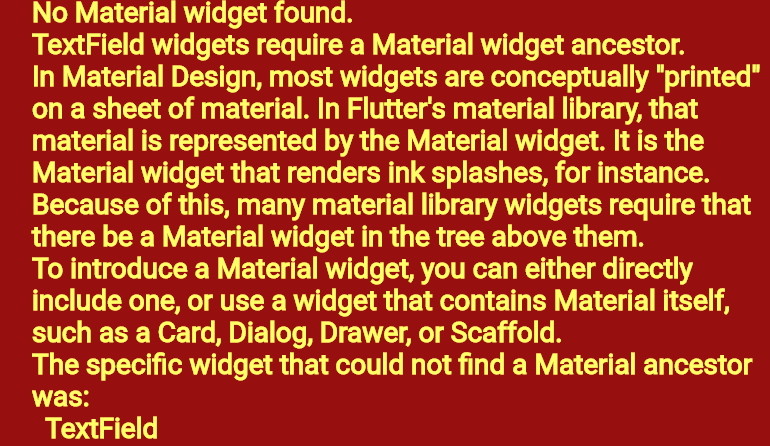 No Material widget found.
TextField widgets require a Material widget ancestor.
In Material Design, most widgets are conceptually "printed"
on a sheet of material. In Flutter's material library, that
material is represented by the Material widget. It is the
Material widget that renders ink splashes, for instance.
Because of this, many material library widgets require that
there be a Material widget in the tree above them.
To introduce a Material widget, you can either directly
include one, or use a widget that contains Material itself,
such as a Card, Dialog, Drawer, or Scaffold.
The specific widget that could not find a Material ancestor
was:
TextField